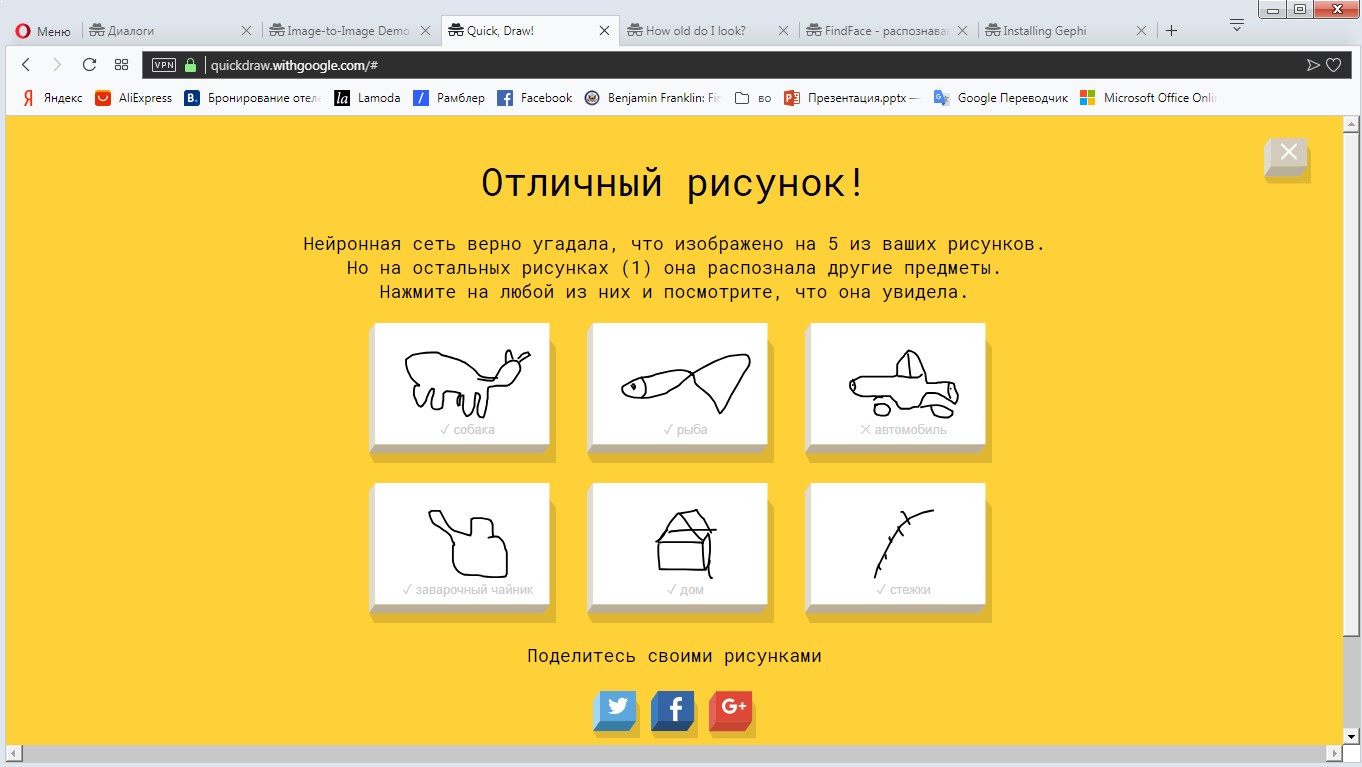 Меню
Диалоги
Image-to-Image Demo
Quick, Draw!
How old do I look?
FindFace - распознава
Installing Gephi
VPN
quickdraw.withgoogle.com/#
Яндекс
AliExpress
B.
Бронирование отел
la
Lamoda
Рамблер
Facebook
Benjamin Franklin: Fi
во
Презентация.pptx —
Google Переводчик
Microsoft Office Onli
Отличный рисунок!
Нейронная сеть верно угадала, что изображено на 5 из ваших рисунков.
Но на остальных рисунках (1) она распознала другие предметы.
Нажмите на любой из них и посмотрите, что она увидела.
✓ собака
✓ рыба
✕ автомобиль
✓ заварочный чайник
✓ дом
✓ стежки
Поделитесь своими рисунками
f
G+